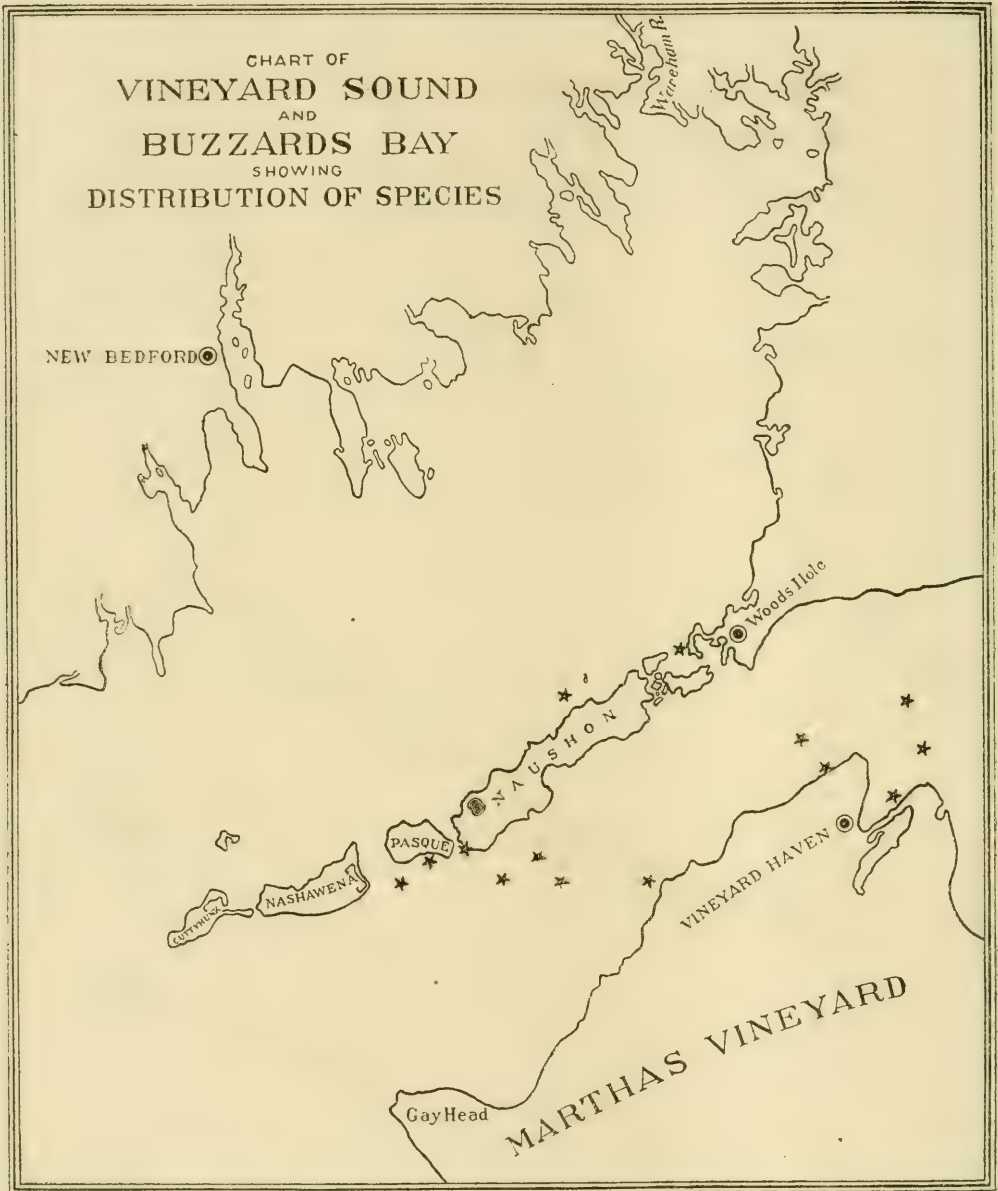 CHART OF
VINEYARD SOUND
AND
BUZZARDS BAY
SHOWING
DISTRIBUTION OF SPECIES
Wareham R.
NEW BEDFORD
Woods Hole
NAUSHON
PASQUE
NASHAWENA
CUTTYHUNK
VINEYARD HAVEN
MARTHAS VINEYARD
Gay Head